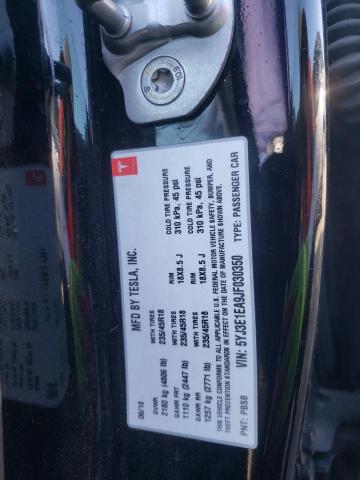 60L
MFD BY TESLA, INC.
06/18
GVWR
2180 kg (4806 lb)
GAWR FRT WITH TIRES RIM COLD TIRE PRESSURE
1110 kg (2447 lb) 235/45R18 18X8.5 J 310 kPa, 45 psi
GAWR RR WITH TIRES RIM COLD TIRE PRESSURE
1257 kg (2771 lb) 235/45R18 18X8.5 J 310 kPa, 45 psi
THIS VEHICLE CONFORMS TO ALL APPLICABLE U.S. FEDERAL MOTOR VEHICLE SAFETY, BUMPER, AND
THEFT PREVENTION STANDARDS IN EFFECT ON THE DATE OF MANUFACTURE SHOWN ABOVE.
VIN: 5YJ3E1EA9JF030350
PNT: PBSB TYPE: PASSENGER CAR